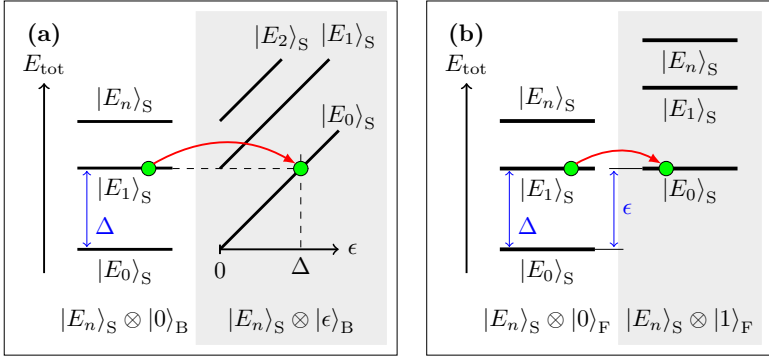 (a)
E_tot
|E_2⟩_S |E_1⟩_S
|E_n⟩_S
|E_0⟩_S
|E_1⟩_S
Δ
|E_0⟩_S
0 Δ ϵ
|E_n⟩_S ⊗ |0⟩_B |E_n⟩_S ⊗ |ϵ⟩_B
(b)
E_tot
|E_n⟩_S
|E_n⟩_S
|E_1⟩_S
|E_1⟩_S |E_0⟩_S
Δ ϵ
|E_0⟩_S
|E_n⟩_S ⊗ |0⟩_F |E_n⟩_S ⊗ |1⟩_F